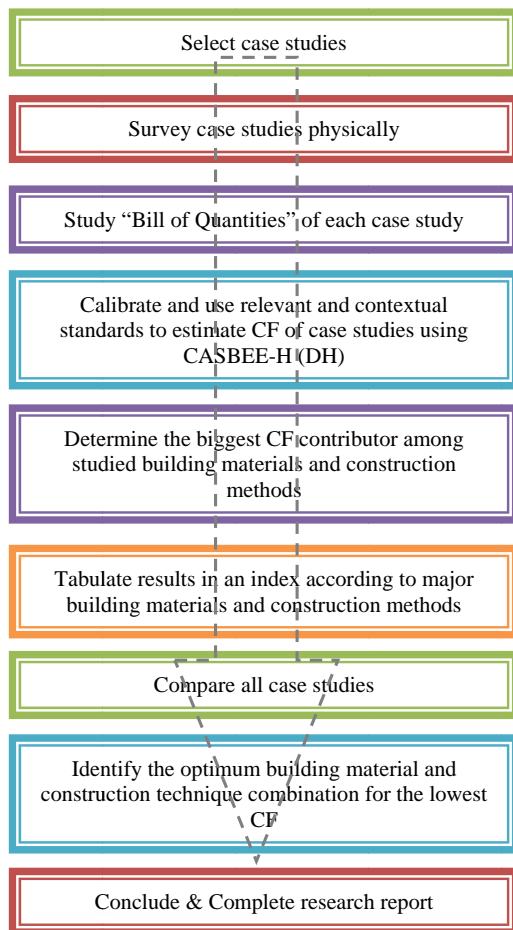 Select case studies
Survey case studies physically
Study “Bill of Quantities” of each case study
Calibrate and use relevant and contextual
standards to estimate CF of case studies using
CASBEE-H (DH)
Determine the biggest CF contributor among
studied building materials and construction
methods
Tabulate results in an index according to major
building materials and construction methods
Compare all case studies
Identify the optimum building material and
construction technique combination for the lowest
CF
Conclude & Complete research report